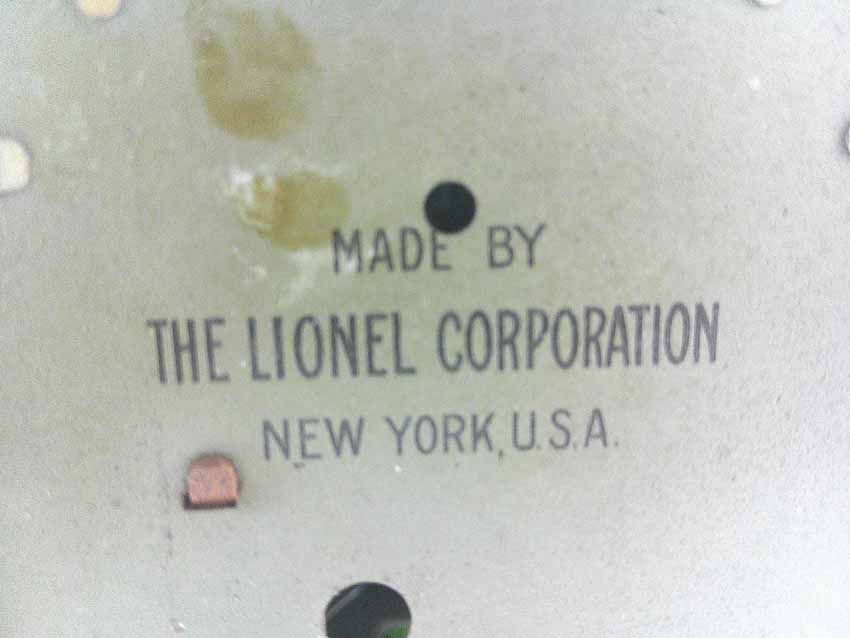 MADE BY
THE LIONEL CORPORATION
NEW YORK, U.S.A.